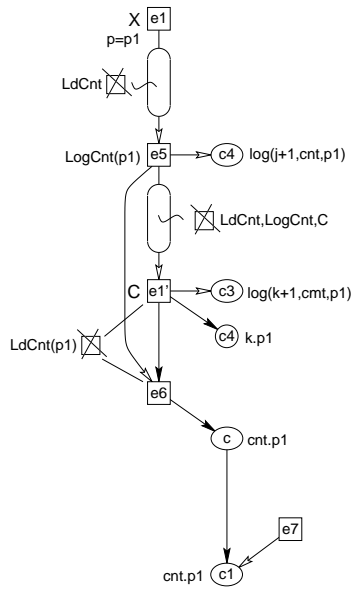 X e1
p=p1
LdCnt
LogCnt(p1) e5 c4 log(j+1,cnt,p1)
LdCnt,LogCnt,C
C e1' c3 log(k+1,cmt,p1)
c4 k.p1
LdCnt(p1)
e6
c cnt.p1
e7
cnt.p1 c1